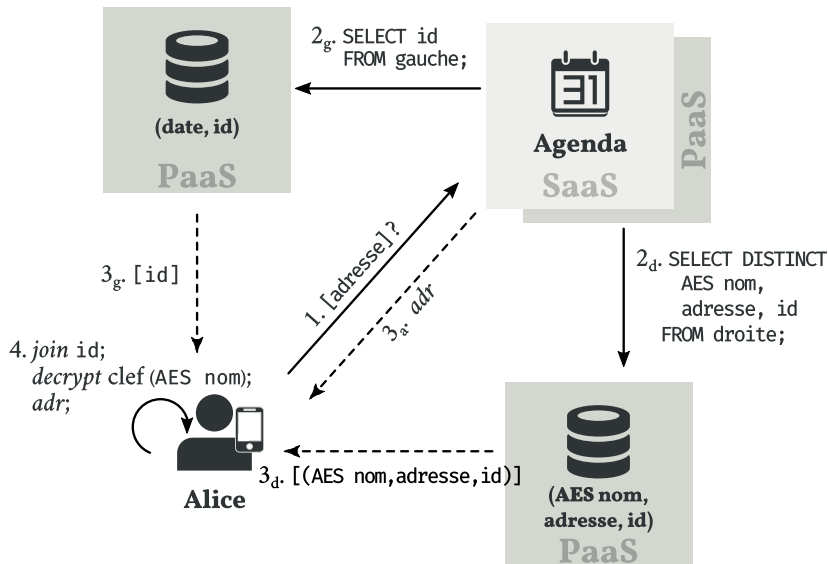 2g. SELECT id
FROM gauche;
(date, id)
PaaS
31
Agenda
SaaS
PaaS
1. [adresse]?
3a. adr
2d. SELECT DISTINCT
AES nom,
adresse, id
FROM droite;
3g. [id]
4. join id;
decrypt clef (AES nom);
adr;
Alice
3d. [(AES nom,adresse,id)]
(AES nom,
adresse, id)
PaaS